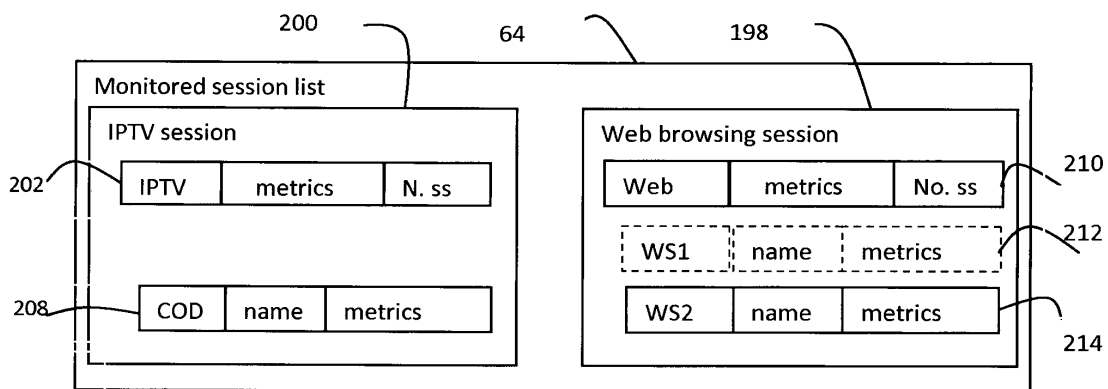 200 64 198
Monitored session list
IPTV session
Web browsing session
202 IPTV metrics N. ss
Web metrics No. ss 210
WS1 name metrics 212
208 COD name metrics
WS2 name metrics 214